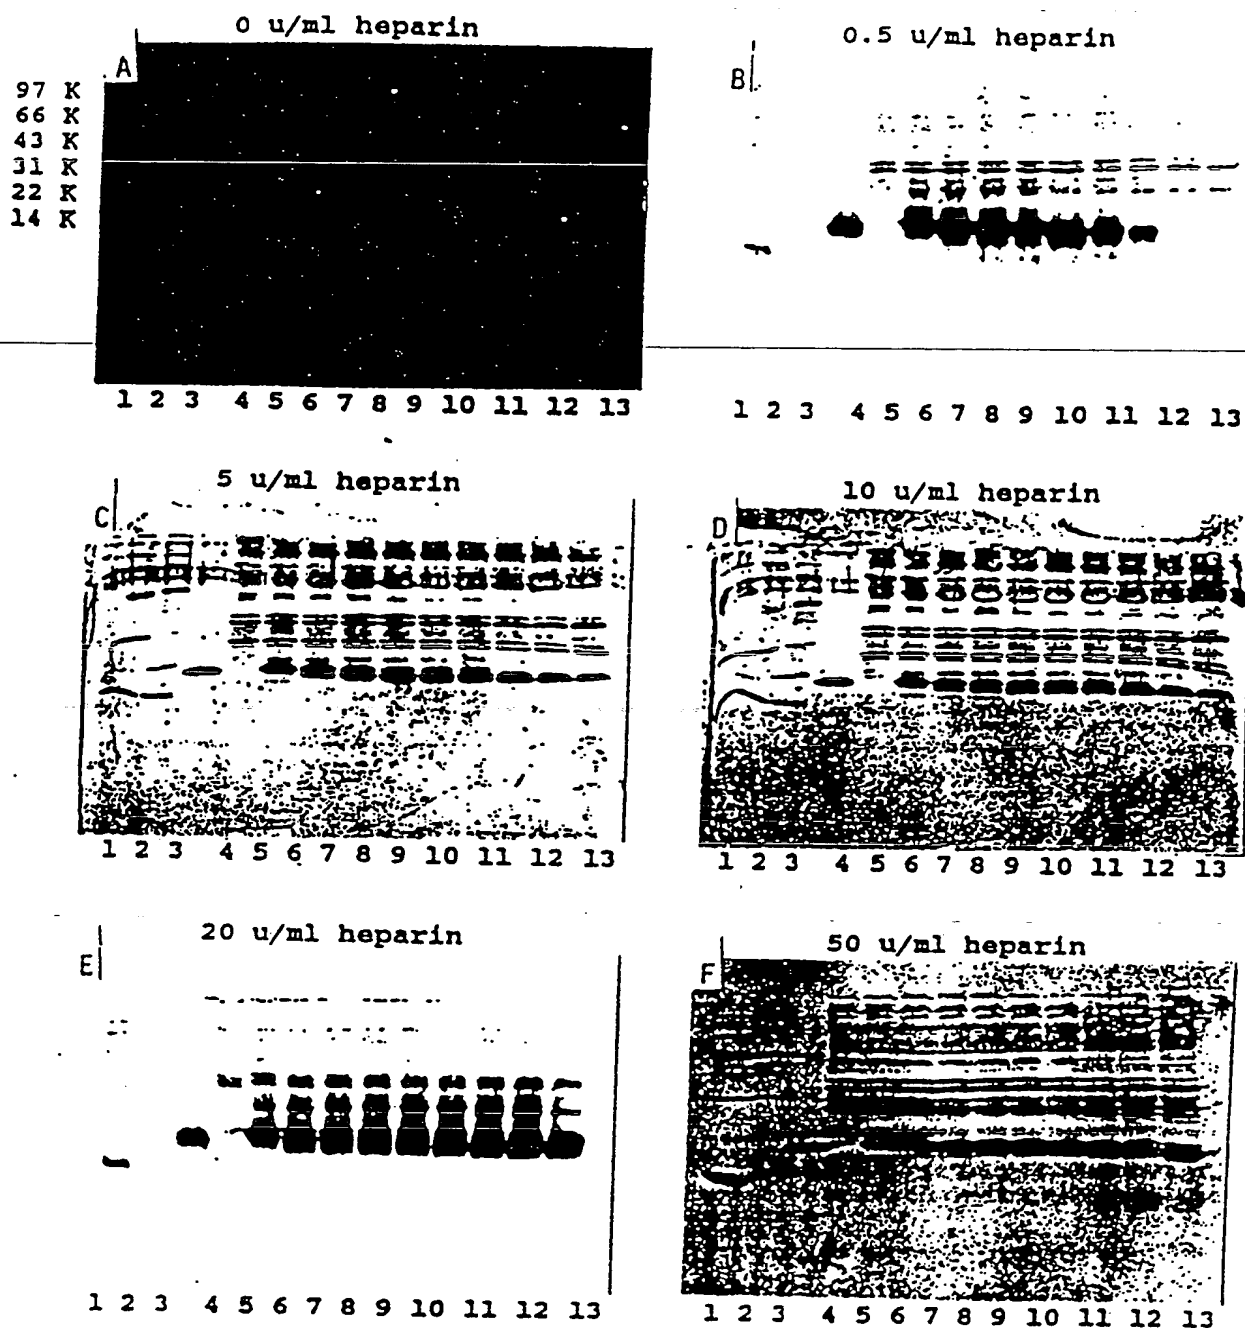 0 u/ml heparin
A
97 K
66 K
43 K
31 K
22 K
14 K
1 2 3 4 5 6 7 8 9 10 11 12 13
0.5 u/ml heparin
B
1 2 3 4 5 6 7 8 9 10 11 12 13
5 u/ml heparin
C
1 2 3 4 5 6 7 8 9 10 11 12 13
10 u/ml heparin
D
1 2 3 4 5 6 7 8 9 10 11 12 13
20 u/ml heparin
E
1 2 3 4 5 6 7 8 9 10 11 12 13
50 u/ml heparin
F
1 2 3 4 5 6 7 8 9 10 11 12 13